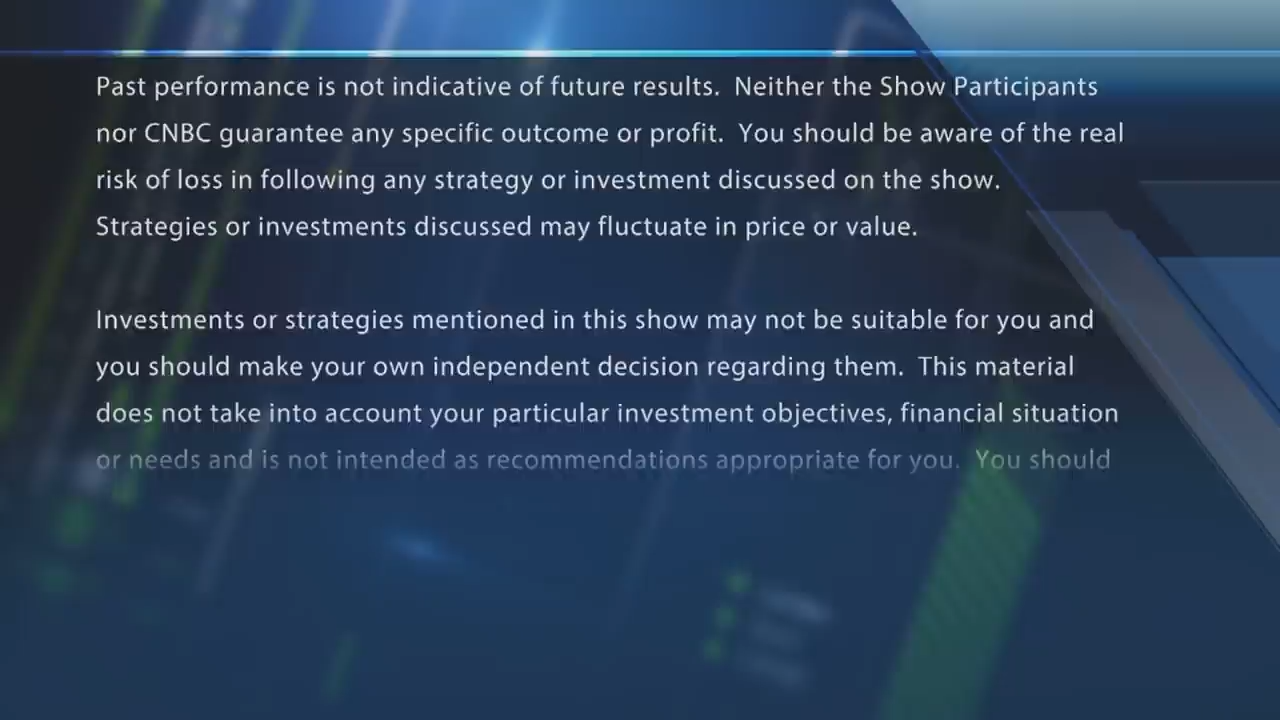 Past performance is not indicative of future results.  Neither the Show Participants
nor CNBC guarantee any specific outcome or profit.  You should be aware of the real
risk of loss in following any strategy or investment discussed on the show.
Strategies or investments discussed may fluctuate in price or value.
Investments or strategies mentioned in this show may not be suitable for you and
you should make your own independent decision regarding them.  This material
does not take into account your particular investment objectives, financial situation
or needs and is not intended as recommendations appropriate for you.  You should